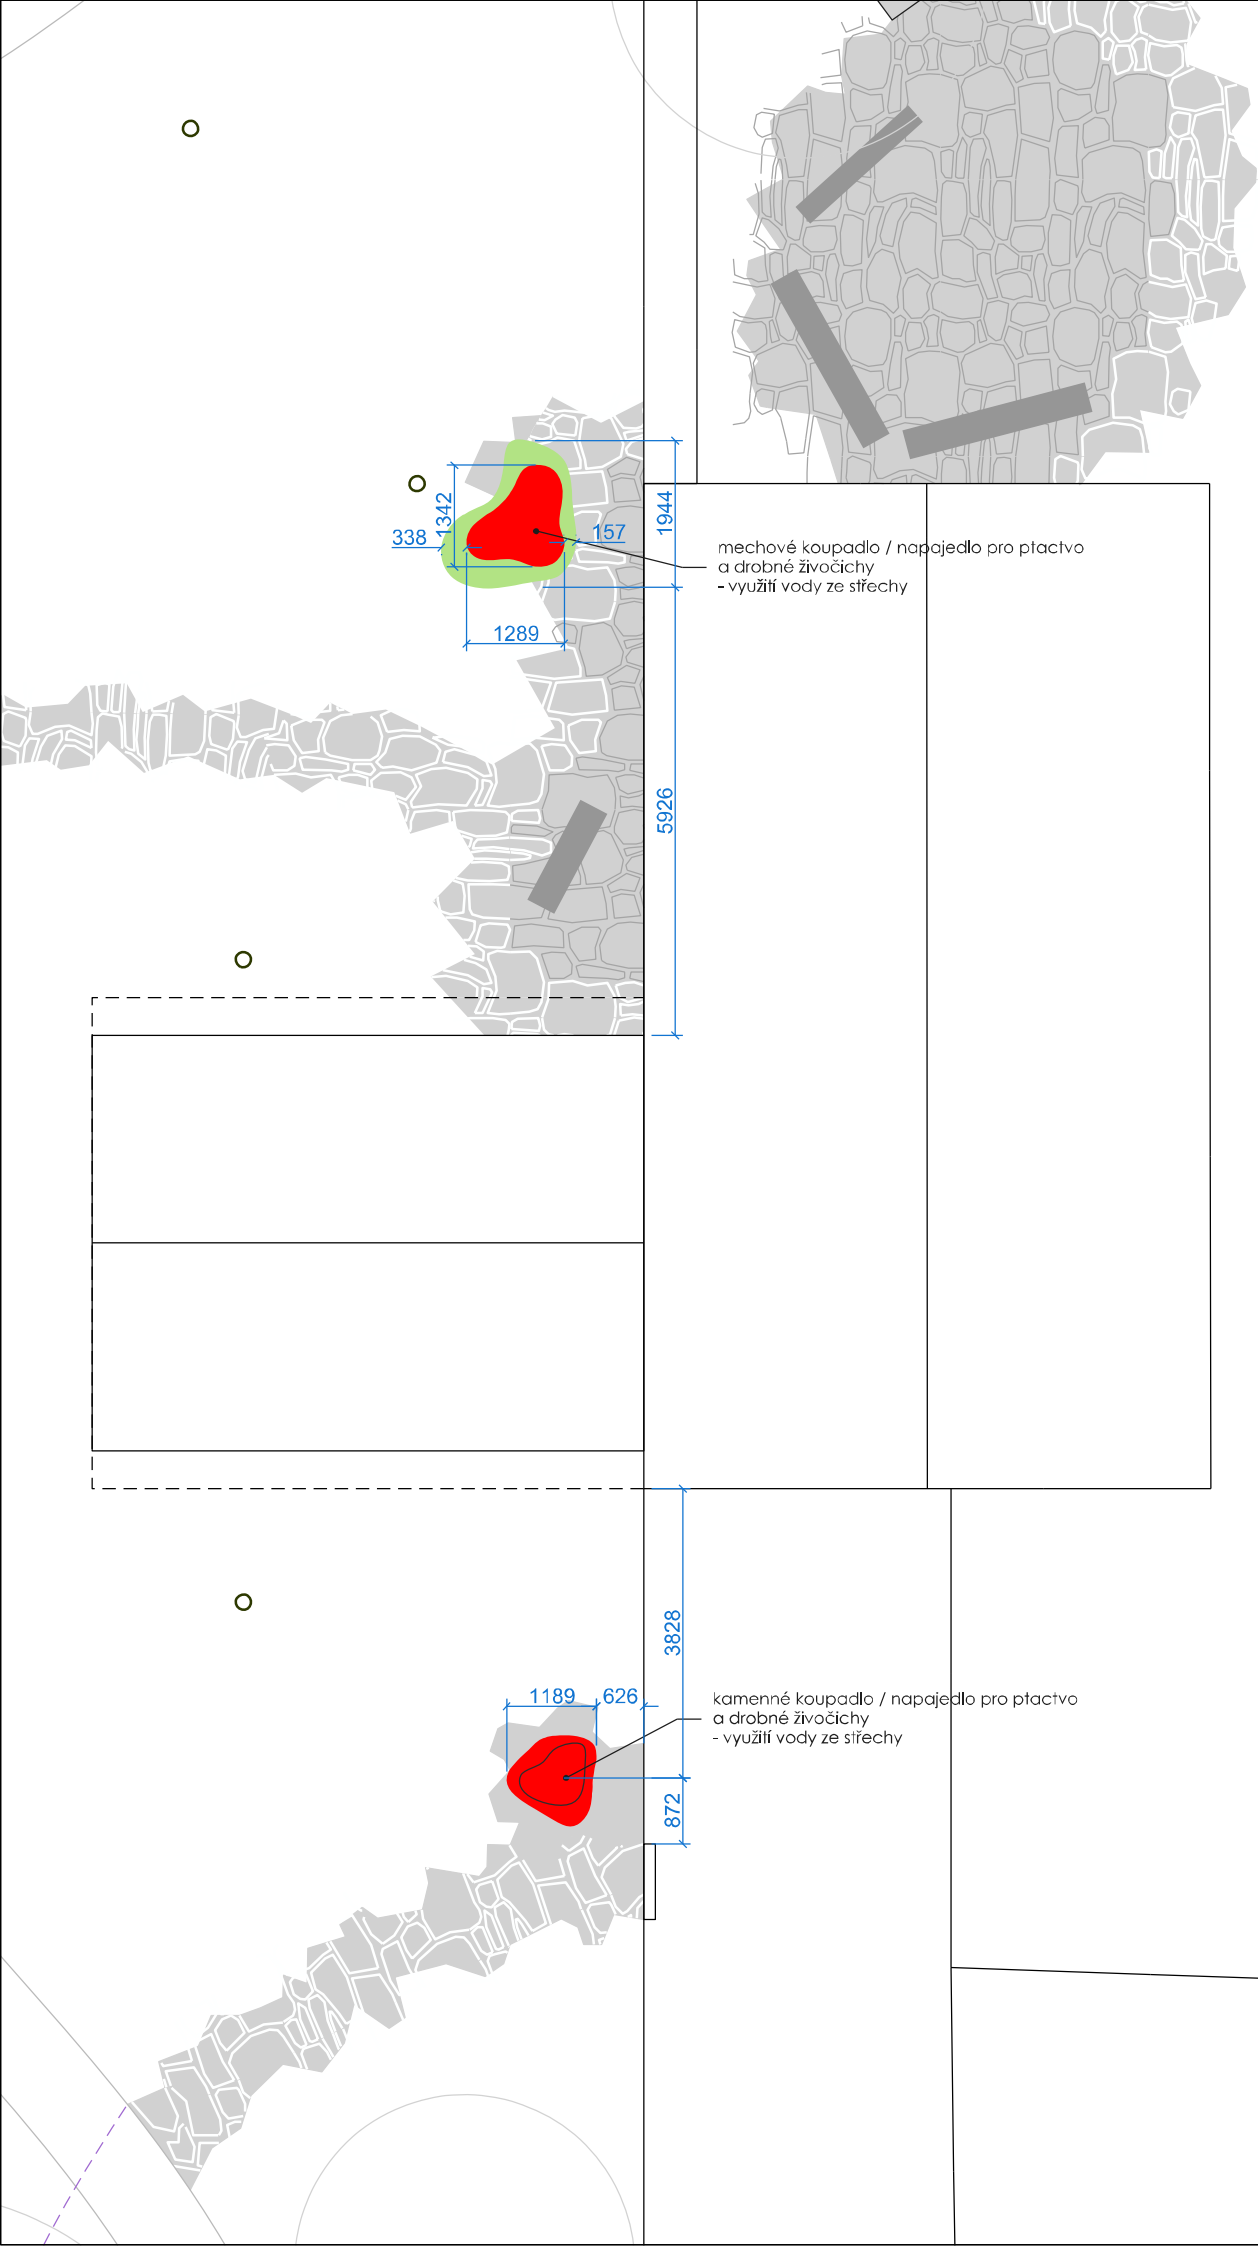 1944
1342
338
157
mechové koupadlo / napajedlo pro ptactvo
a drobné živočichy
- využití vody ze střechy
1289
5926
3828
1189
626
kamenné koupadlo / napajedlo pro ptactvo
a drobné živočichy
- využití vody ze střechy
872